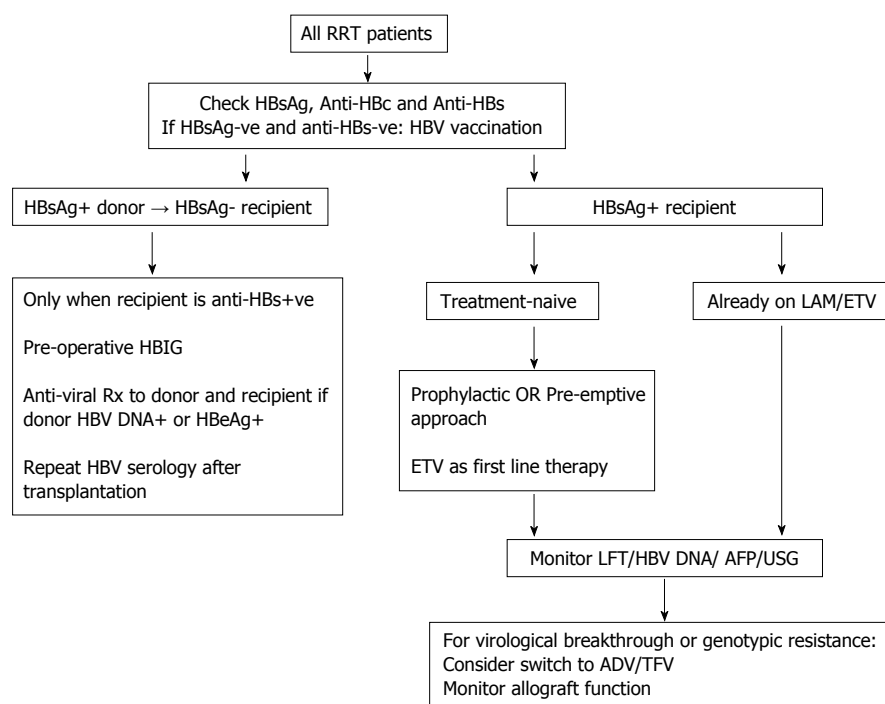 All RRT patients
Check HBsAg, Anti-HBc and Anti-HBs
If HBsAg-ve and anti-HBs-ve: HBV vaccination
HBsAg+ donor → HBsAg- recipient
HBsAg+ recipient
Only when recipient is anti-HBs+ve
Pre-operative HBIG
Anti-viral Rx to donor and recipient if
donor HBV DNA+ or HBeAg+
Repeat HBV serology after
transplantation
Treatment-naive
Already on LAM/ETV
Prophylactic OR Pre-emptive
approach
ETV as first line therapy
Monitor LFT/HBV DNA/ AFP/USG
For virological breakthrough or genotypic resistance:
Consider switch to ADV/TFV
Monitor allograft function